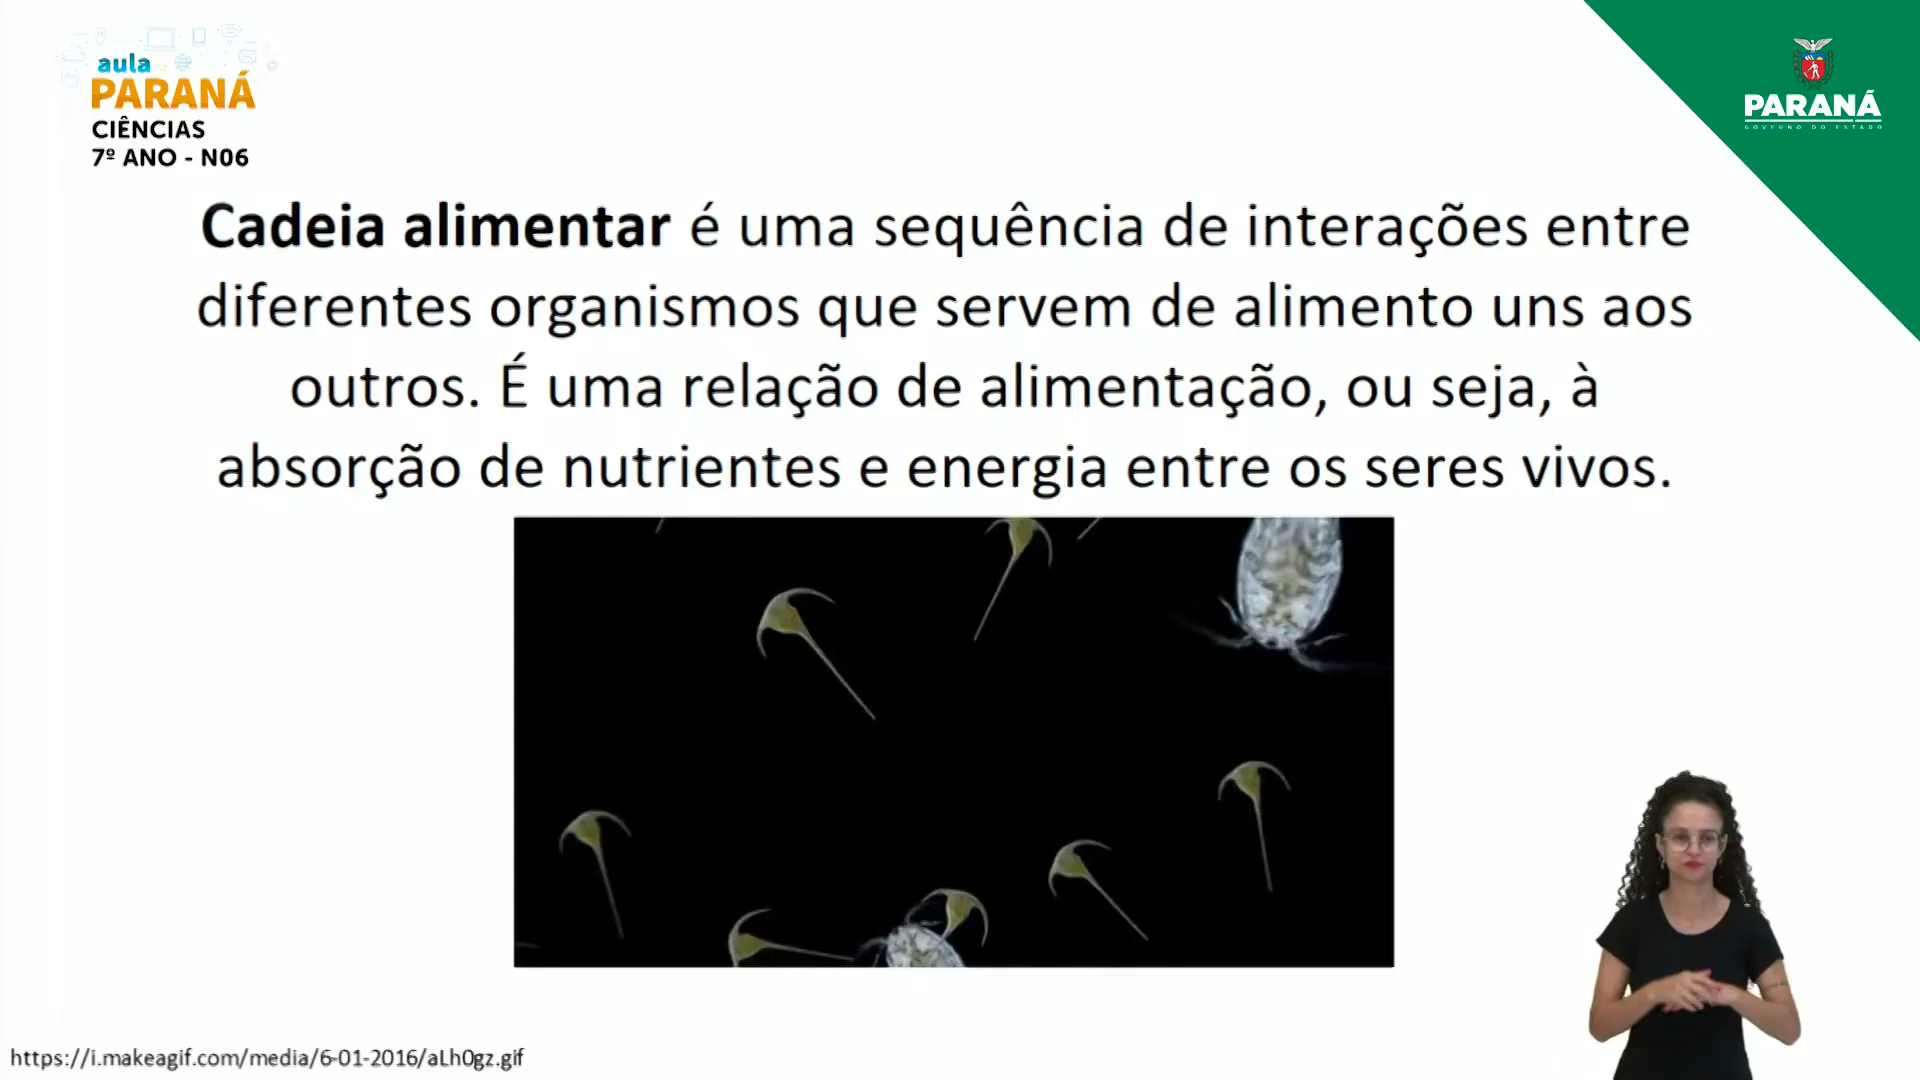 aula
PARANÁ
CIÊNCIAS
7º ANO - N06
PARANÁ
GOVERNO DO ESTADO
Cadeia alimentar é uma sequência de interações entre
diferentes organismos que servem de alimento uns aos
outros. É uma relação de alimentação, ou seja, à
absorção de nutrientes e energia entre os seres vivos.
https://i.makeagif.com/media/6-01-2016/aLh0gz.gif